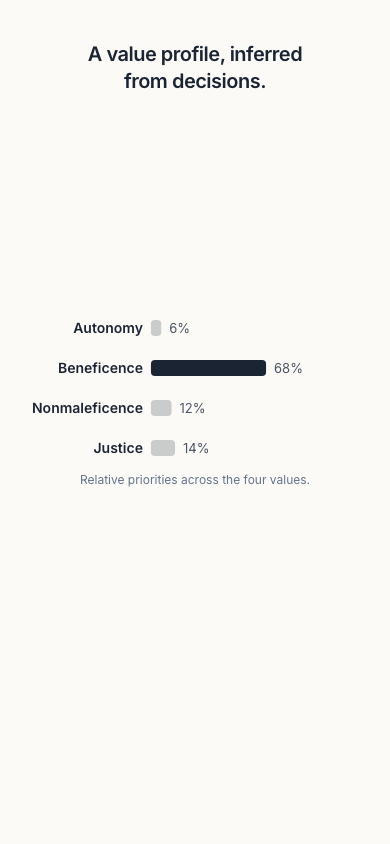 A value profile, inferred
from decisions.
Autonomy 6%
Beneficence 68%
Nonmaleficence 12%
Justice 14%
Relative priorities across the four values.